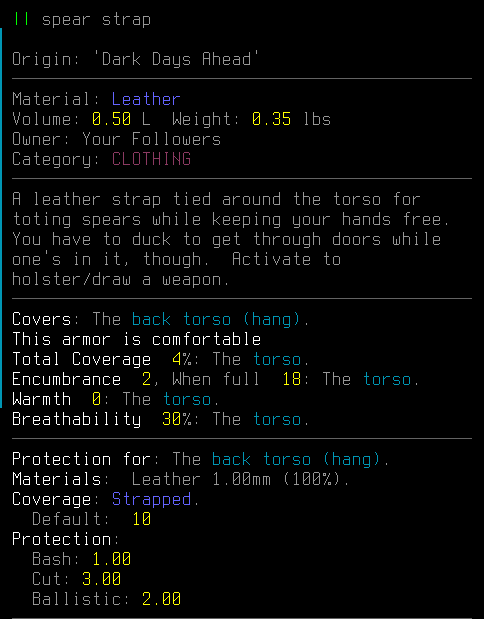 || spear strap
Origin: 'Dark Days Ahead'
Material: Leather
Volume: 0.50 L  Weight: 0.35 lbs
Owner: Your Followers
Category: CLOTHING
A leather strap tied around the torso for
toting spears while keeping your hands free.
You have to duck to get through doors while
one's in it, though.  Activate to
holster/draw a weapon.
Covers: The back torso (hang).
This armor is comfortable
Total Coverage  4%: The torso.
Encumbrance  2, When full  18: The torso.
Warmth  0: The torso.
Breathability  30%: The torso.
Protection for: The back torso (hang).
Materials:  Leather 1.00mm (100%).
Coverage: Strapped.
Default:  10
Protection:
Bash: 1.00
Cut: 3.00
Ballistic: 2.00